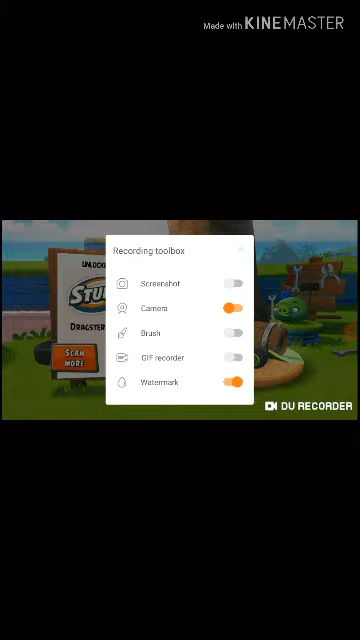 Made with KINEMASTER
Recording toolbox
UNLOCK
Screenshot
STU
Camera
DRAGSTER
Brush
SCAN
MORE
GIF recorder
Watermark
DU RECORDER